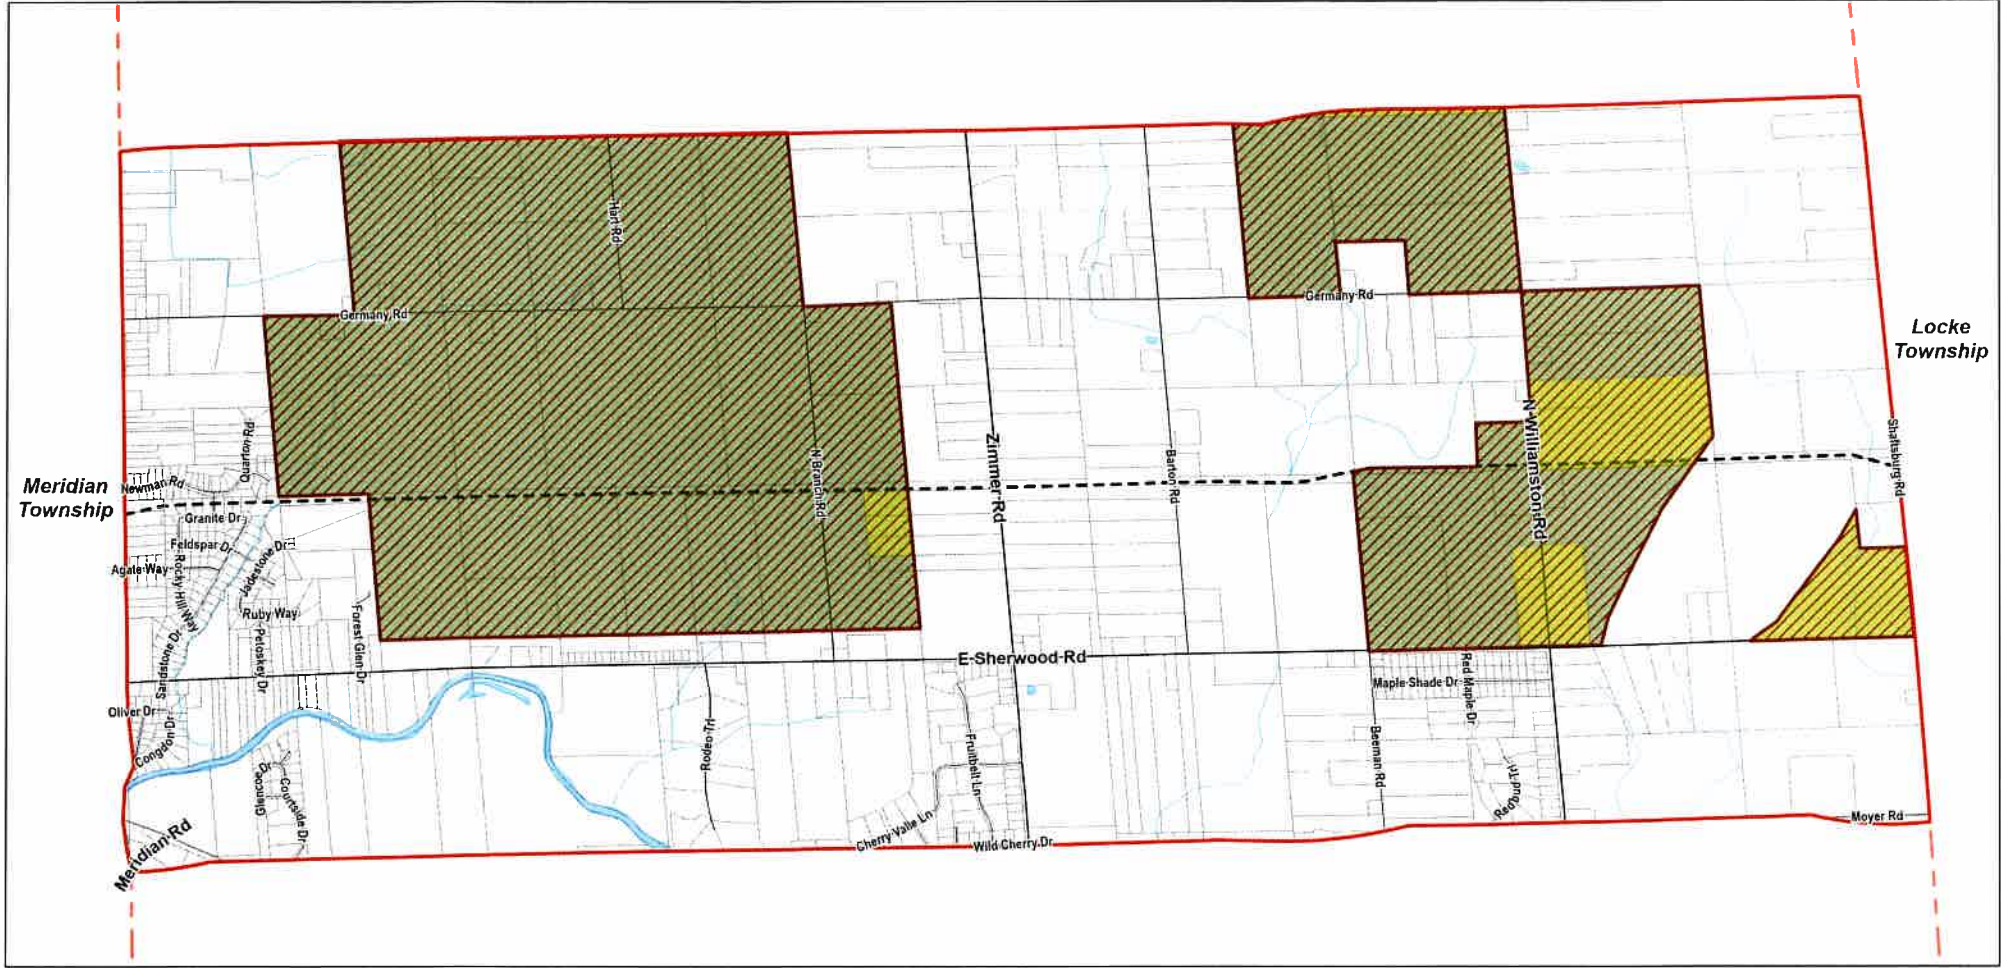 Hart Rd
Germany Rd
Germany Rd
Locke
Township
Quarton Rd
N Branch Rd
Zimmer Rd
Barton Rd
N Williamston Rd
Shaftsburg Rd
Meridian
Township
Newman Rd
Granite Dr
Feldspar Dr
Jadestone Dr
Agate Way
Rocky Hill Way
Ruby Way
Forest Glen Dr
Sandstone Dr
Petoskey Dr
E Sherwood Rd
Maple Shade Dr
Red Maple Dr
Oliver Dr
Congdon Dr
Rodeo Trl
Fruitbelt Ln
Beeman Rd
Glencoe Dr
Courtside Dr
Redbud Trl
Meridian Rd
Cherry Valle Ln
Wild Cherry Dr
Moyer Rd